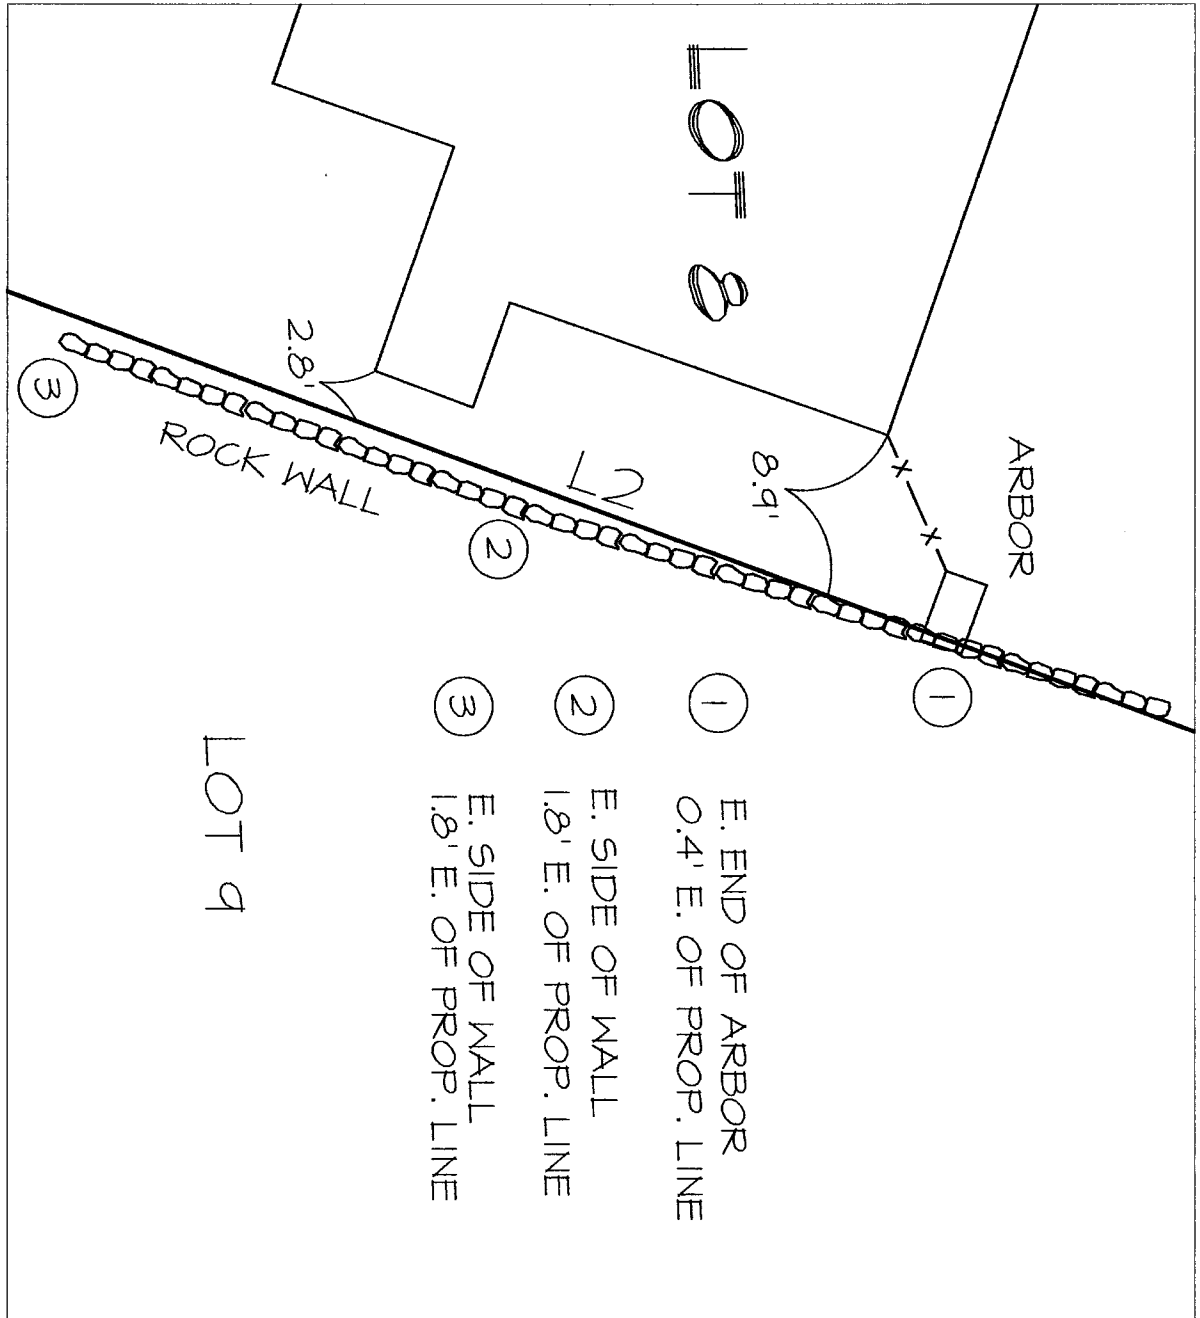 LOT 8
ARBOR
8.9'
L2
2.8'
ROCK WALL
1
2
3
1 E. END OF ARBOR
0.4' E. OF PROP. LINE
2 E. SIDE OF WALL
1.8' E. OF PROP. LINE
3 E. SIDE OF WALL
1.8' E. OF PROP. LINE
LOT 9